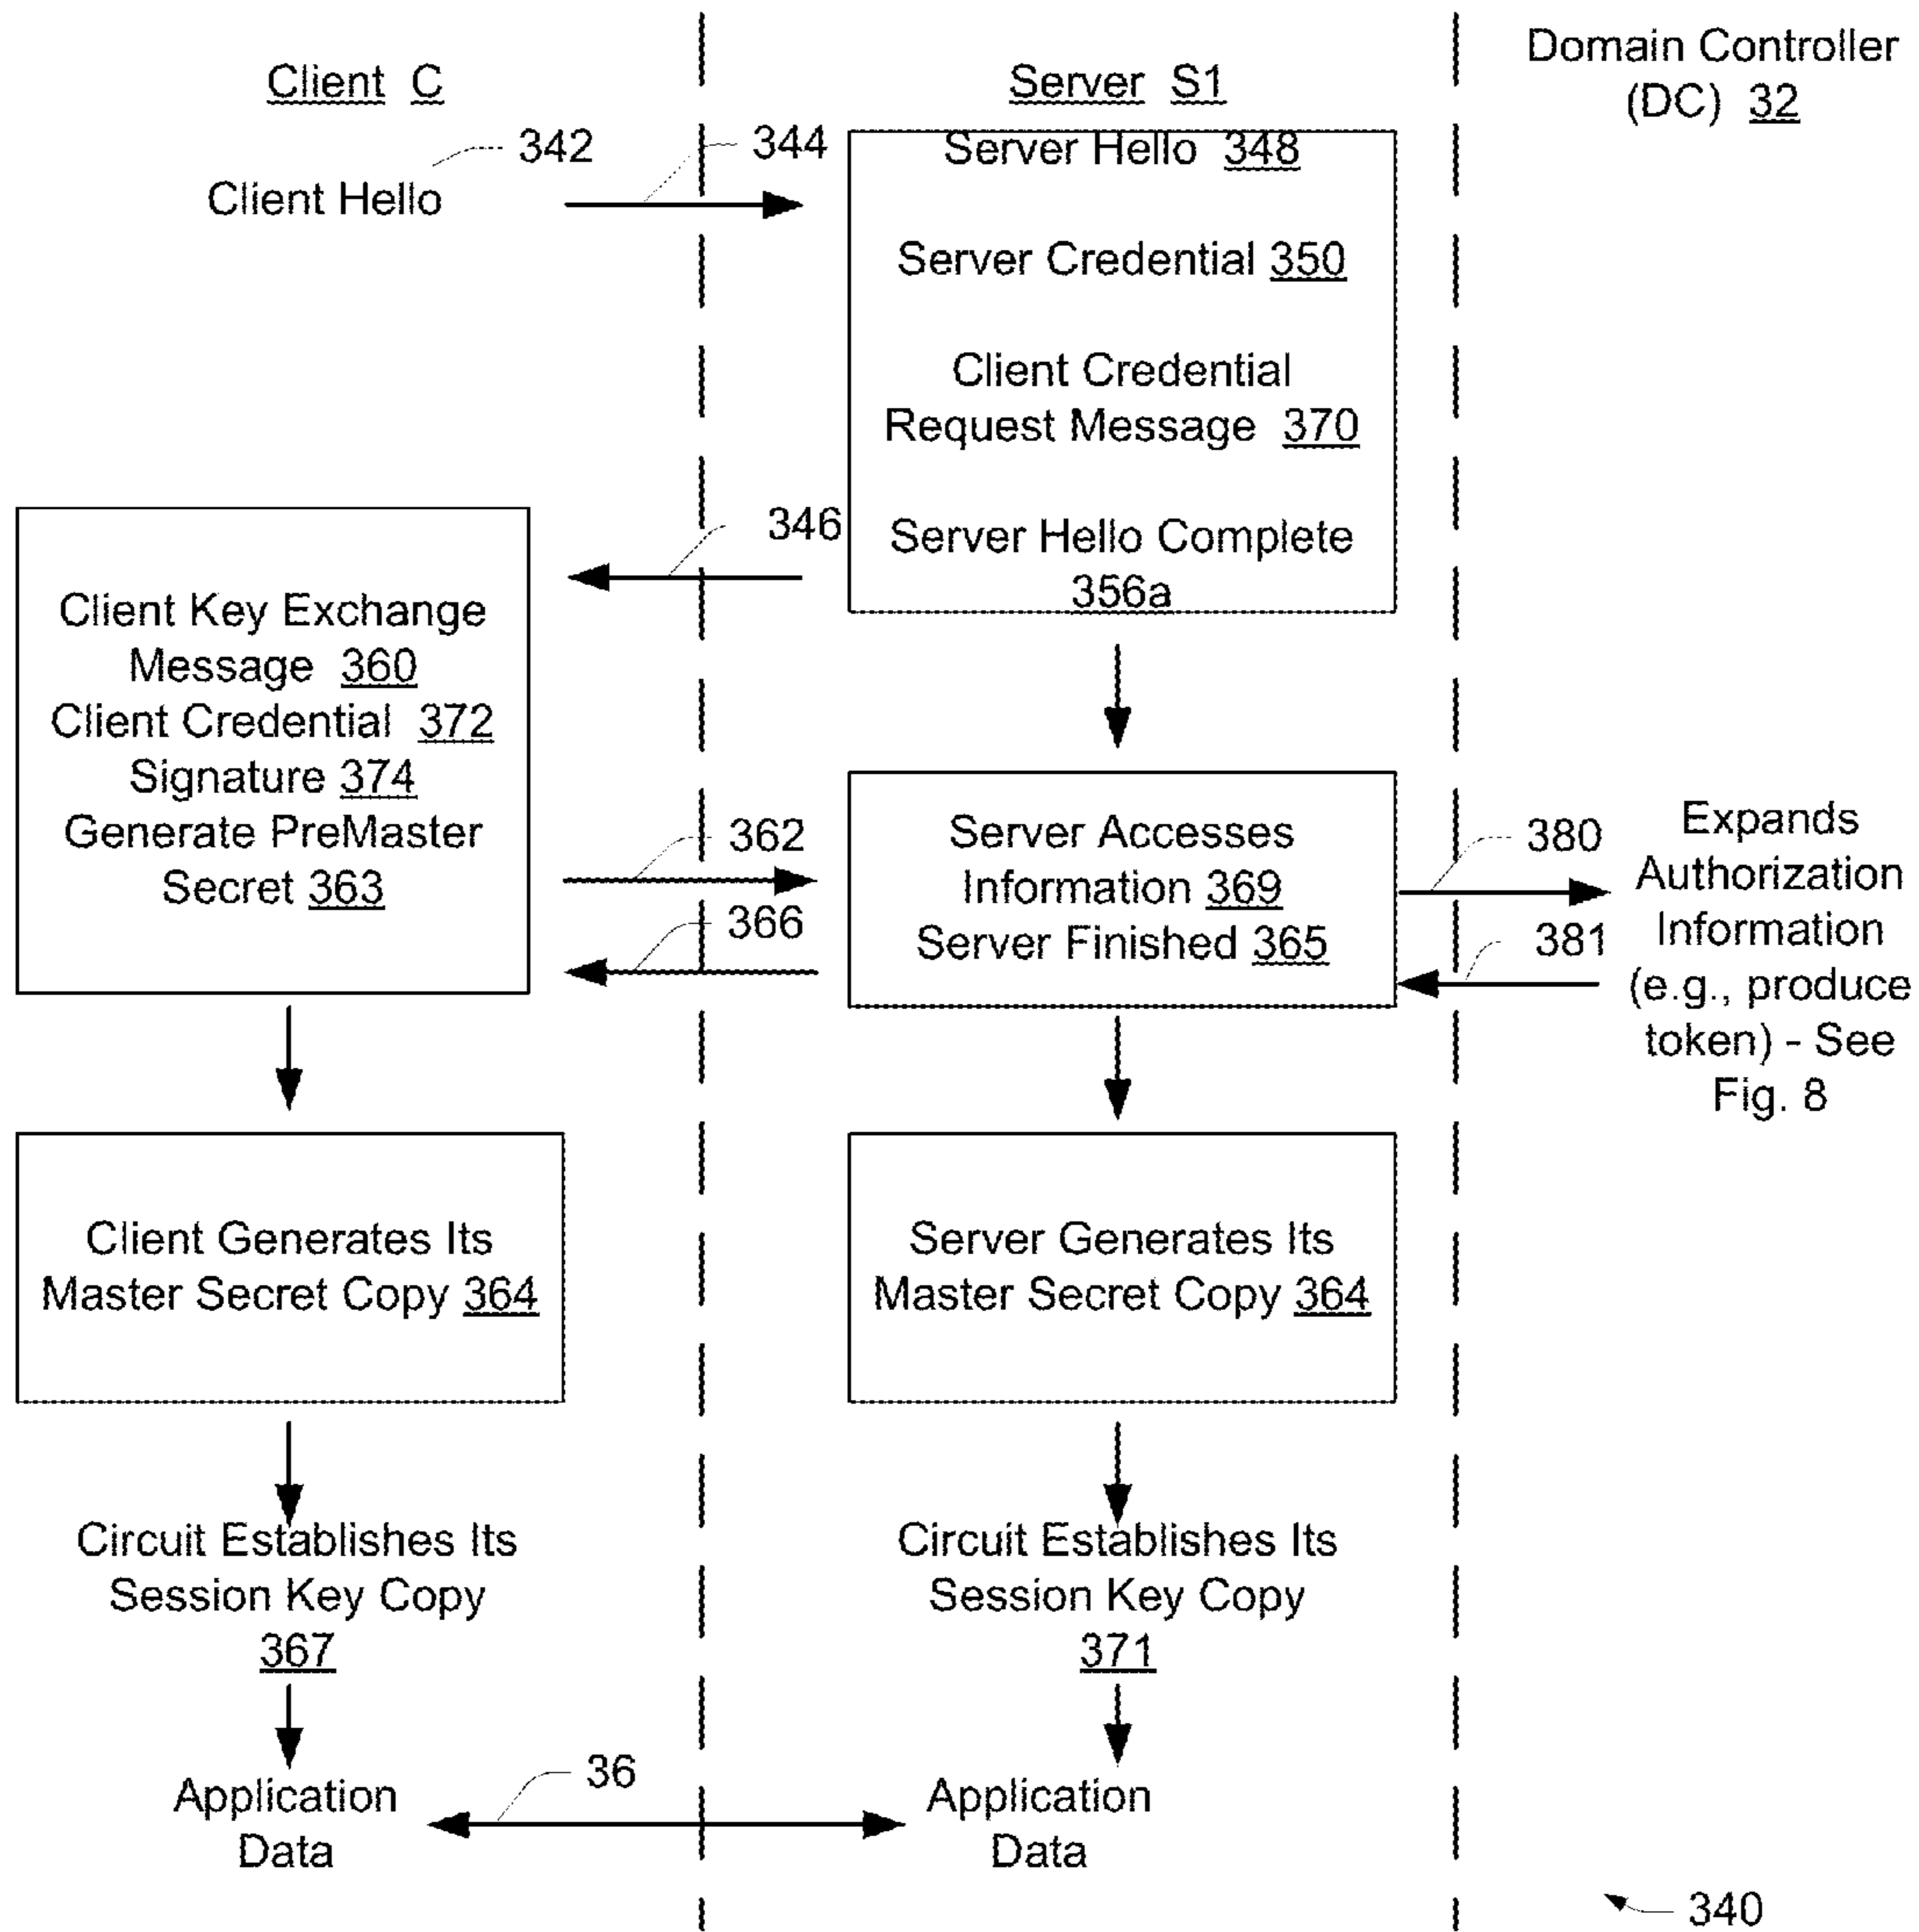 Client C
Server S1
Domain Controller
(DC) 32
342
344
Client Hello
Server Hello 348
Server Credential 350
Client Credential
Request Message 370
Server Hello Complete
356a
346
Client Key Exchange
Message 360
Client Credential 372
Signature 374
Generate PreMaster
Secret 363
362
366
Server Accesses
Information 369
Server Finished 365
380
381
Expands
Authorization
Information
(e.g., produce
token) - See
Fig. 8
Client Generates Its
Master Secret Copy 364
Server Generates Its
Master Secret Copy 364
Circuit Establishes Its
Session Key Copy
367
Circuit Establishes Its
Session Key Copy
371
Application
Data
36
Application
Data
340